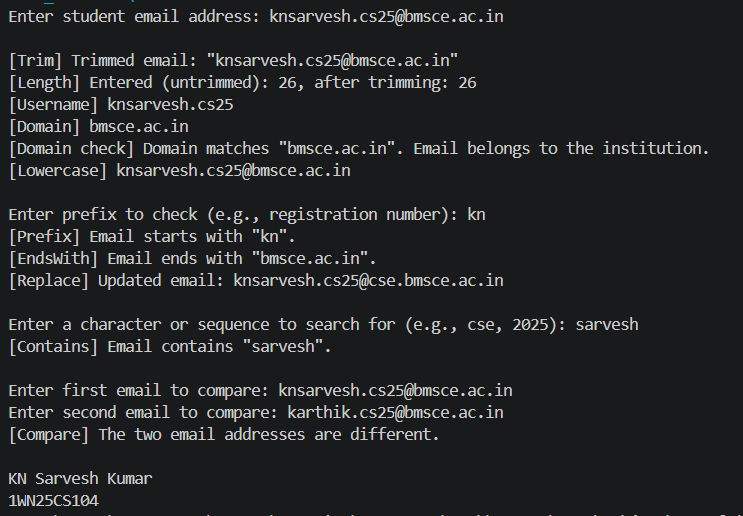 Enter student email address: knsarvesh.cs25@bmsce.ac.in
[Trim] Trimmed email: "knsarvesh.cs25@bmsce.ac.in"
[Length] Entered (untrimmed): 26, after trimming: 26
[Username] knsarvesh.cs25
[Domain] bmsce.ac.in
[Domain check] Domain matches "bmsce.ac.in". Email belongs to the institution.
[Lowercase] knsarvesh.cs25@bmsce.ac.in
Enter prefix to check (e.g., registration number): kn
[Prefix] Email starts with "kn".
[EndsWith] Email ends with "bmsce.ac.in".
[Replace] Updated email: knsarvesh.cs25@cse.bmsce.ac.in
Enter a character or sequence to search for (e.g., cse, 2025): sarvesh
[Contains] Email contains "sarvesh".
Enter first email to compare: knsarvesh.cs25@bmsce.ac.in
Enter second email to compare: karthik.cs25@bmsce.ac.in
[Compare] The two email addresses are different.
KN Sarvesh Kumar
1WN25CS104